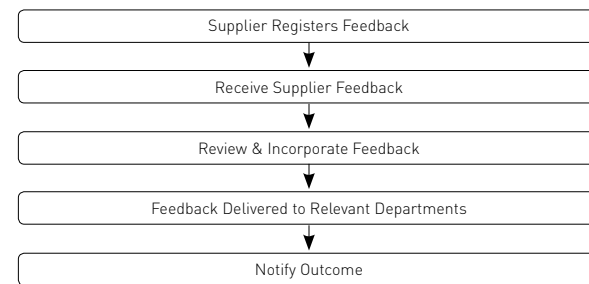 Supplier Registers Feedback
Receive Supplier Feedback
Review & Incorporate Feedback
Feedback Delivered to Relevant Departments
Notify Outcome